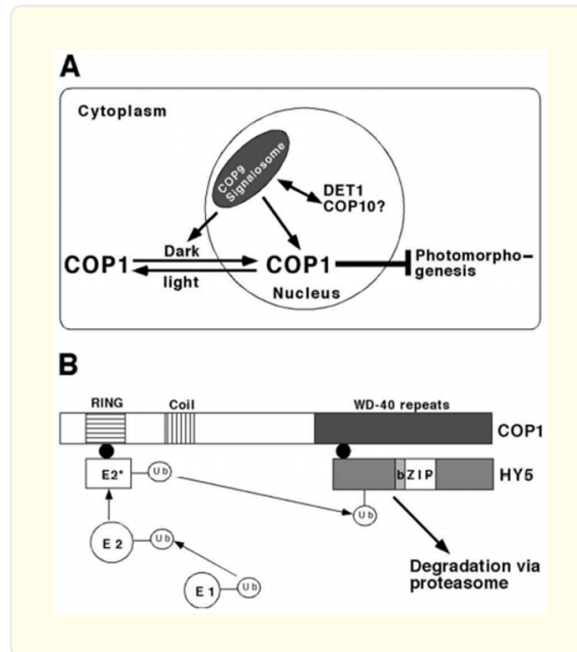 A
Cytoplasm
COP9
Signalosome
DET1
COP10?
Dark
COP1
COP1
light
Photomorpho-
genesis
Nucleus
B
RING
Coil
WD-40 repeats
COP1
E2*
Ub
b ZIP
HY5
Ub
E 2
Ub
E 1
Ub
Degradation via
proteasome